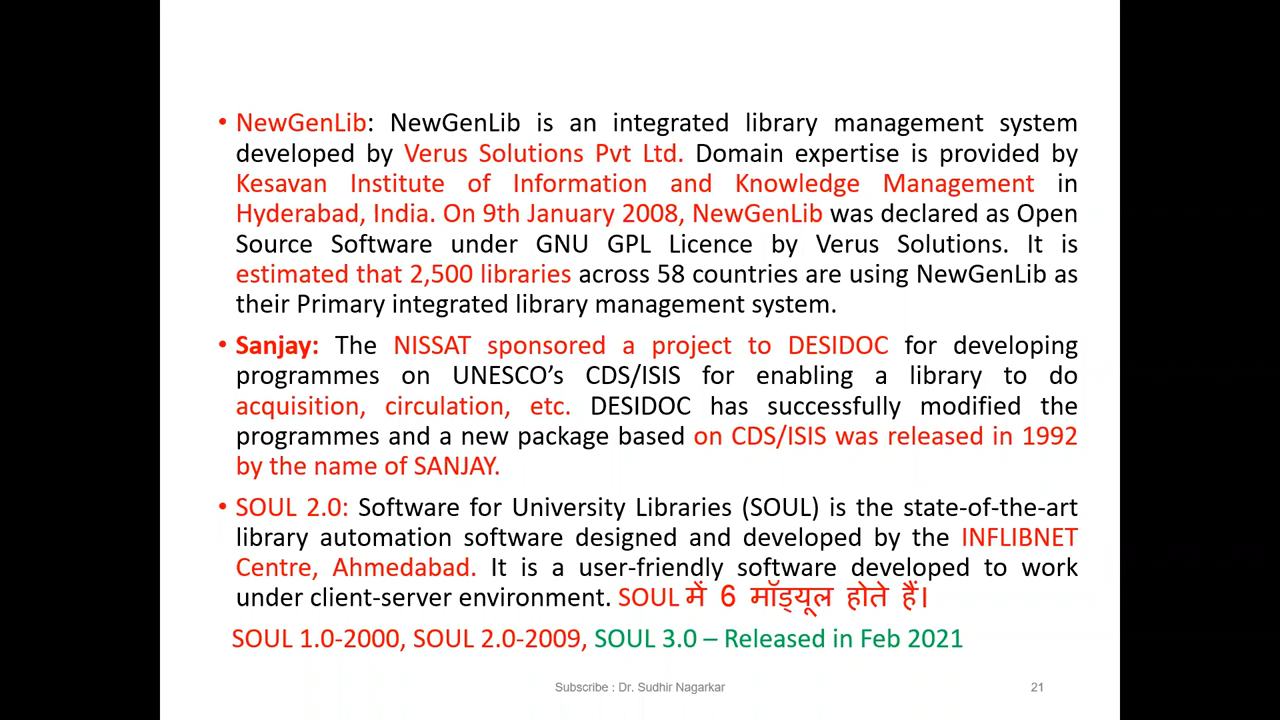 • NewGenLib: NewGenLib is an integrated library management system
developed by Verus Solutions Pvt Ltd. Domain expertise is provided by
Kesavan Institute of Information and Knowledge Management in
Hyderabad, India. On 9th January 2008, NewGenLib was declared as Open
Source Software under GNU GPL Licence by Verus Solutions. It is
estimated that 2,500 libraries across 58 countries are using NewGenLib as
their Primary integrated library management system.
• Sanjay: The NISSAT sponsored a project to DESIDOC for developing
programmes on UNESCO’s CDS/ISIS for enabling a library to do
acquisition, circulation, etc. DESIDOC has successfully modified the
programmes and a new package based on CDS/ISIS was released in 1992
by the name of SANJAY.
• SOUL 2.0: Software for University Libraries (SOUL) is the state-of-the-art
library automation software designed and developed by the INFLIBNET
Centre, Ahmedabad. It is a user-friendly software developed to work
under client-server environment. SOUL में 6 मॉड्यूल होते हैं।
SOUL 1.0-2000, SOUL 2.0-2009, SOUL 3.0 – Released in Feb 2021
Subscribe : Dr. Sudhir Nagarkar
21